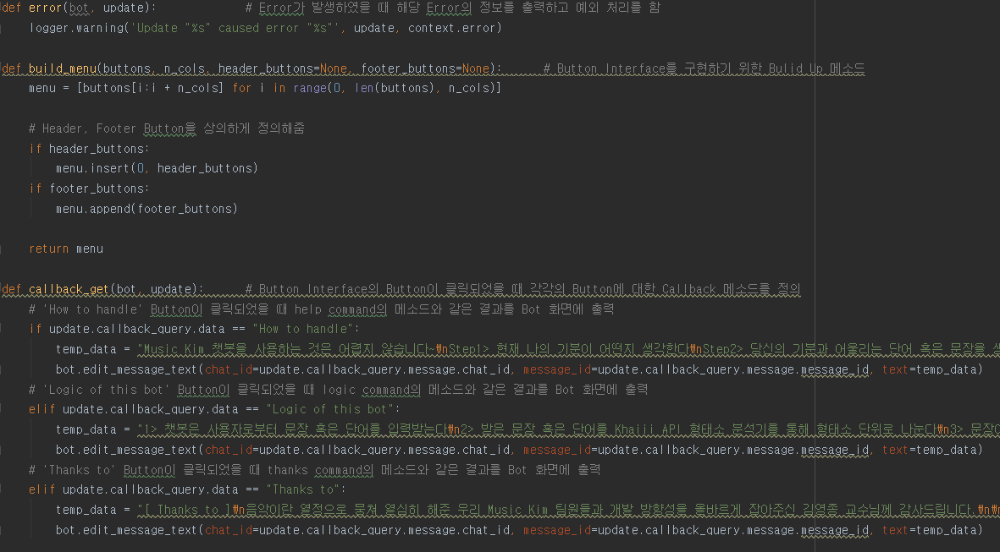 def error(bot, update):             # Error가 발생하였을 때 해당 Error의 정보를 출력하고 예외 처리를 함
    logger.warning('Update "%s" caused error "%s"', update, context.error)
def build_menu(buttons, n_cols, header_buttons=None, footer_buttons=None):      # Button Interface를 구현하기 위한 Bulid Up 메소드
    menu = [buttons[i:i + n_cols] for i in range(0, len(buttons), n_cols)]
    # Header, Footer Button을 상의하게 정의해줌
    if header_buttons:
        menu.insert(0, header_buttons)
    if footer_buttons:
        menu.append(footer_buttons)
    return menu
def callback_get(bot, update):      # Button Interface의 Button이 클릭되었을 때 각각의 Button에 대한 Callback 메소드를 정의
    # 'How to handle' Button이 클릭되었을 때 help command의 메소드와 같은 결과를 Bot 화면에 출력
    if update.callback_query.data == "How to handle":
        temp_data = "Music Kim 챗봇을 사용하는 것은 어렵지 않습니다~₩nStep1> 현재 나의 기분이 어떤지 생각한다₩nStep2> 당신의 기분과 어울리는 단어 혹은 문장을
        bot.edit_message_text(chat_id=update.callback_query.message.chat_id, message_id=update.callback_query.message.message_id, text=temp_data)
    # 'Logic of this bot' Button이 클릭되었을 때 logic command의 메소드와 같은 결과를 Bot 화면에 출력
    elif update.callback_query.data == "Logic of this bot":
        temp_data = "1> 챗봇은 사용자로부터 문장 혹은 단어를 입력받는다₩n2> 받은 문장 혹은 단어를 Khaiii API 형태소 분석기를 통해 형태소 단위로 나눈다₩n3>
        bot.edit_message_text(chat_id=update.callback_query.message.chat_id, message_id=update.callback_query.message.message_id, text=temp_data)
    # 'Thanks to' Button이 클릭되었을 때 thanks command의 메소드와 같은 결과를 Bot 화면에 출력
    elif update.callback_query.data == "Thanks to":
        temp_data = "[ Thanks to ]₩n음악이란 열정으로 뭉쳐 열심히 해준 우리 Music Kim 팀원들과 개발 방향성을 올바르게 잡아주신 김영종 교수님께 감사드립니다.₩n₩
        bot.edit_message_text(chat_id=update.callback_query.message.chat_id, message_id=update.callback_query.message.message_id, text=temp_data)